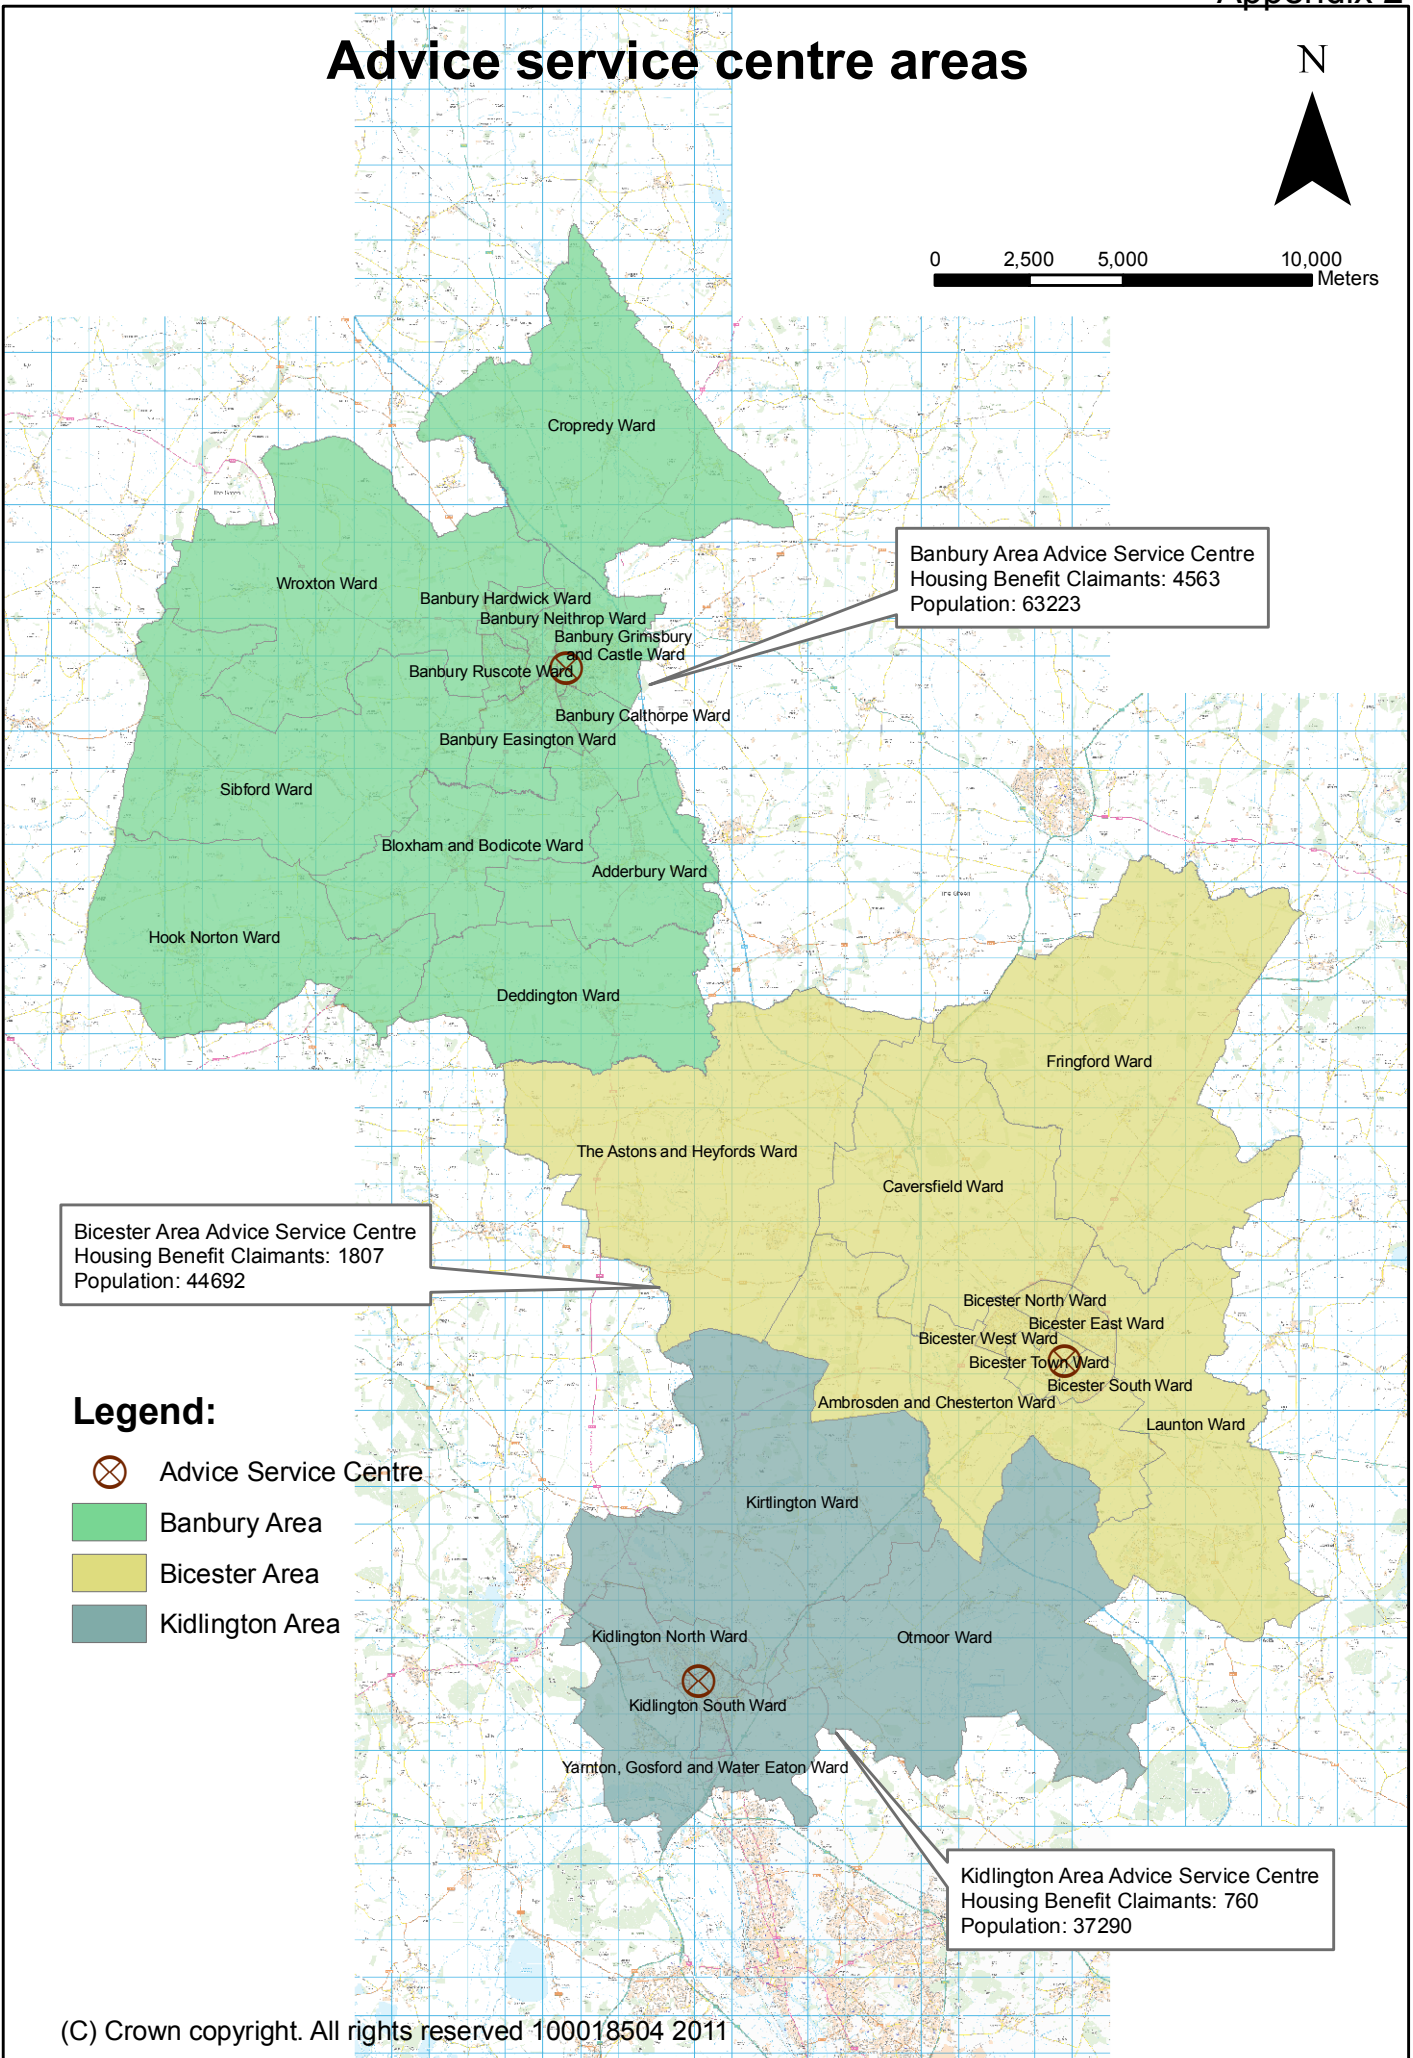 Appendix 2
Advice service centre areas
N
0 2,500 5,000 10,000
Meters
Cropredy Ward
Banbury Area Advice Service Centre
Housing Benefit Claimants: 4563
Population: 63223
Wroxton Ward
Banbury Hardwick Ward
Banbury Neithrop Ward
Banbury Grimsbury
and Castle Ward
Banbury Ruscote Ward
Banbury Calthorpe Ward
Banbury Easington Ward
Sibford Ward
Bloxham and Bodicote Ward
Adderbury Ward
Hook Norton Ward
Deddington Ward
Fringford Ward
The Astons and Heyfords Ward
Caversfield Ward
Bicester Area Advice Service Centre
Housing Benefit Claimants: 1807
Population: 44692
Bicester North Ward
Bicester East Ward
Bicester West Ward
Bicester Town Ward
Bicester South Ward
Ambrosden and Chesterton Ward
Launton Ward
Legend:
Advice Service Centre
Banbury Area
Bicester Area
Kidlington Area
Kirtlington Ward
Kidlington North Ward
Otmoor Ward
Kidlington South Ward
Yarnton, Gosford and Water Eaton Ward
Kidlington Area Advice Service Centre
Housing Benefit Claimants: 760
Population: 37290
(C) Crown copyright. All rights reserved 100018504 2011